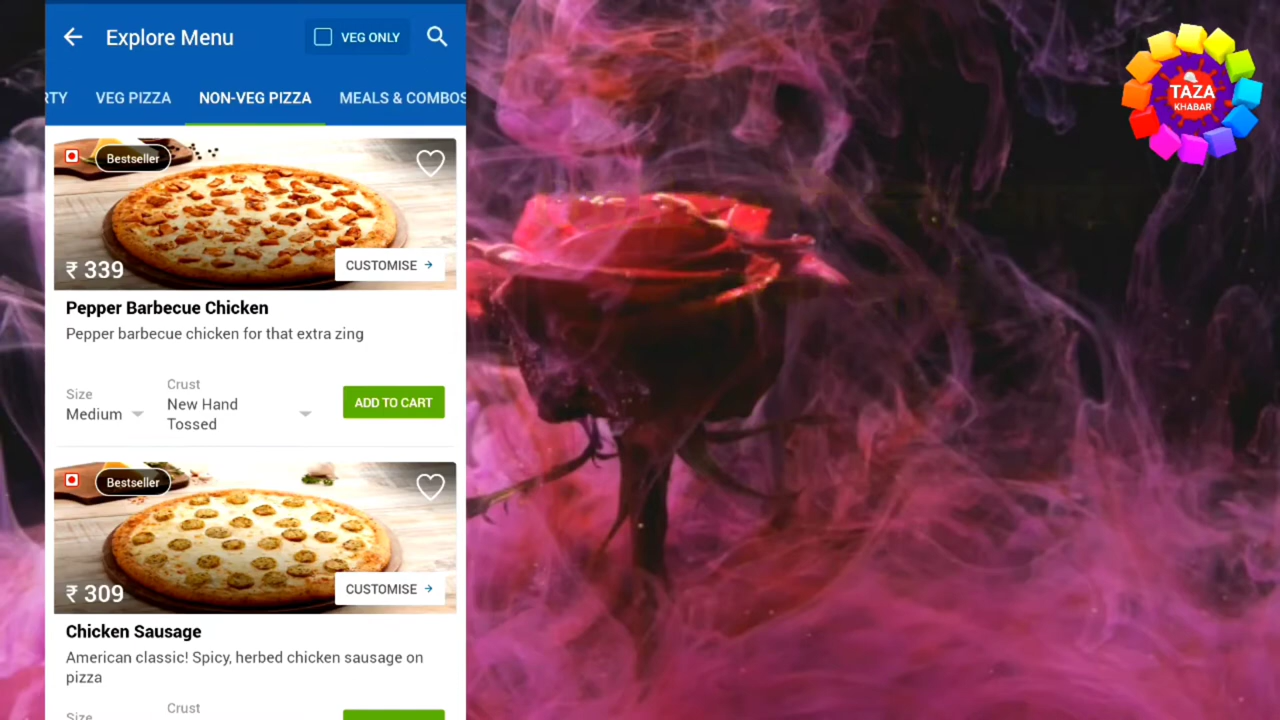 Explore Menu
VEG ONLY
RTY
VEG PIZZA
NON-VEG PIZZA
MEALS & COMBOS
Bestseller
₹ 339
CUSTOMISE
Pepper Barbecue Chicken
Pepper barbecue chicken for that extra zing
Size
Medium
Crust
New Hand
Tossed
ADD TO CART
Bestseller
₹ 309
CUSTOMISE
Chicken Sausage
American classic! Spicy, herbed chicken sausage on
pizza
Size
Crust
TAZA
KHABAR